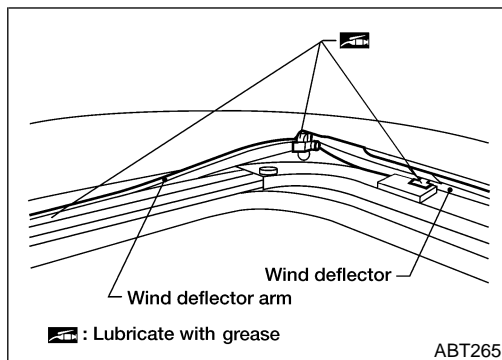 Wind deflector
Wind deflector arm
: Lubricate with grease
ABT265